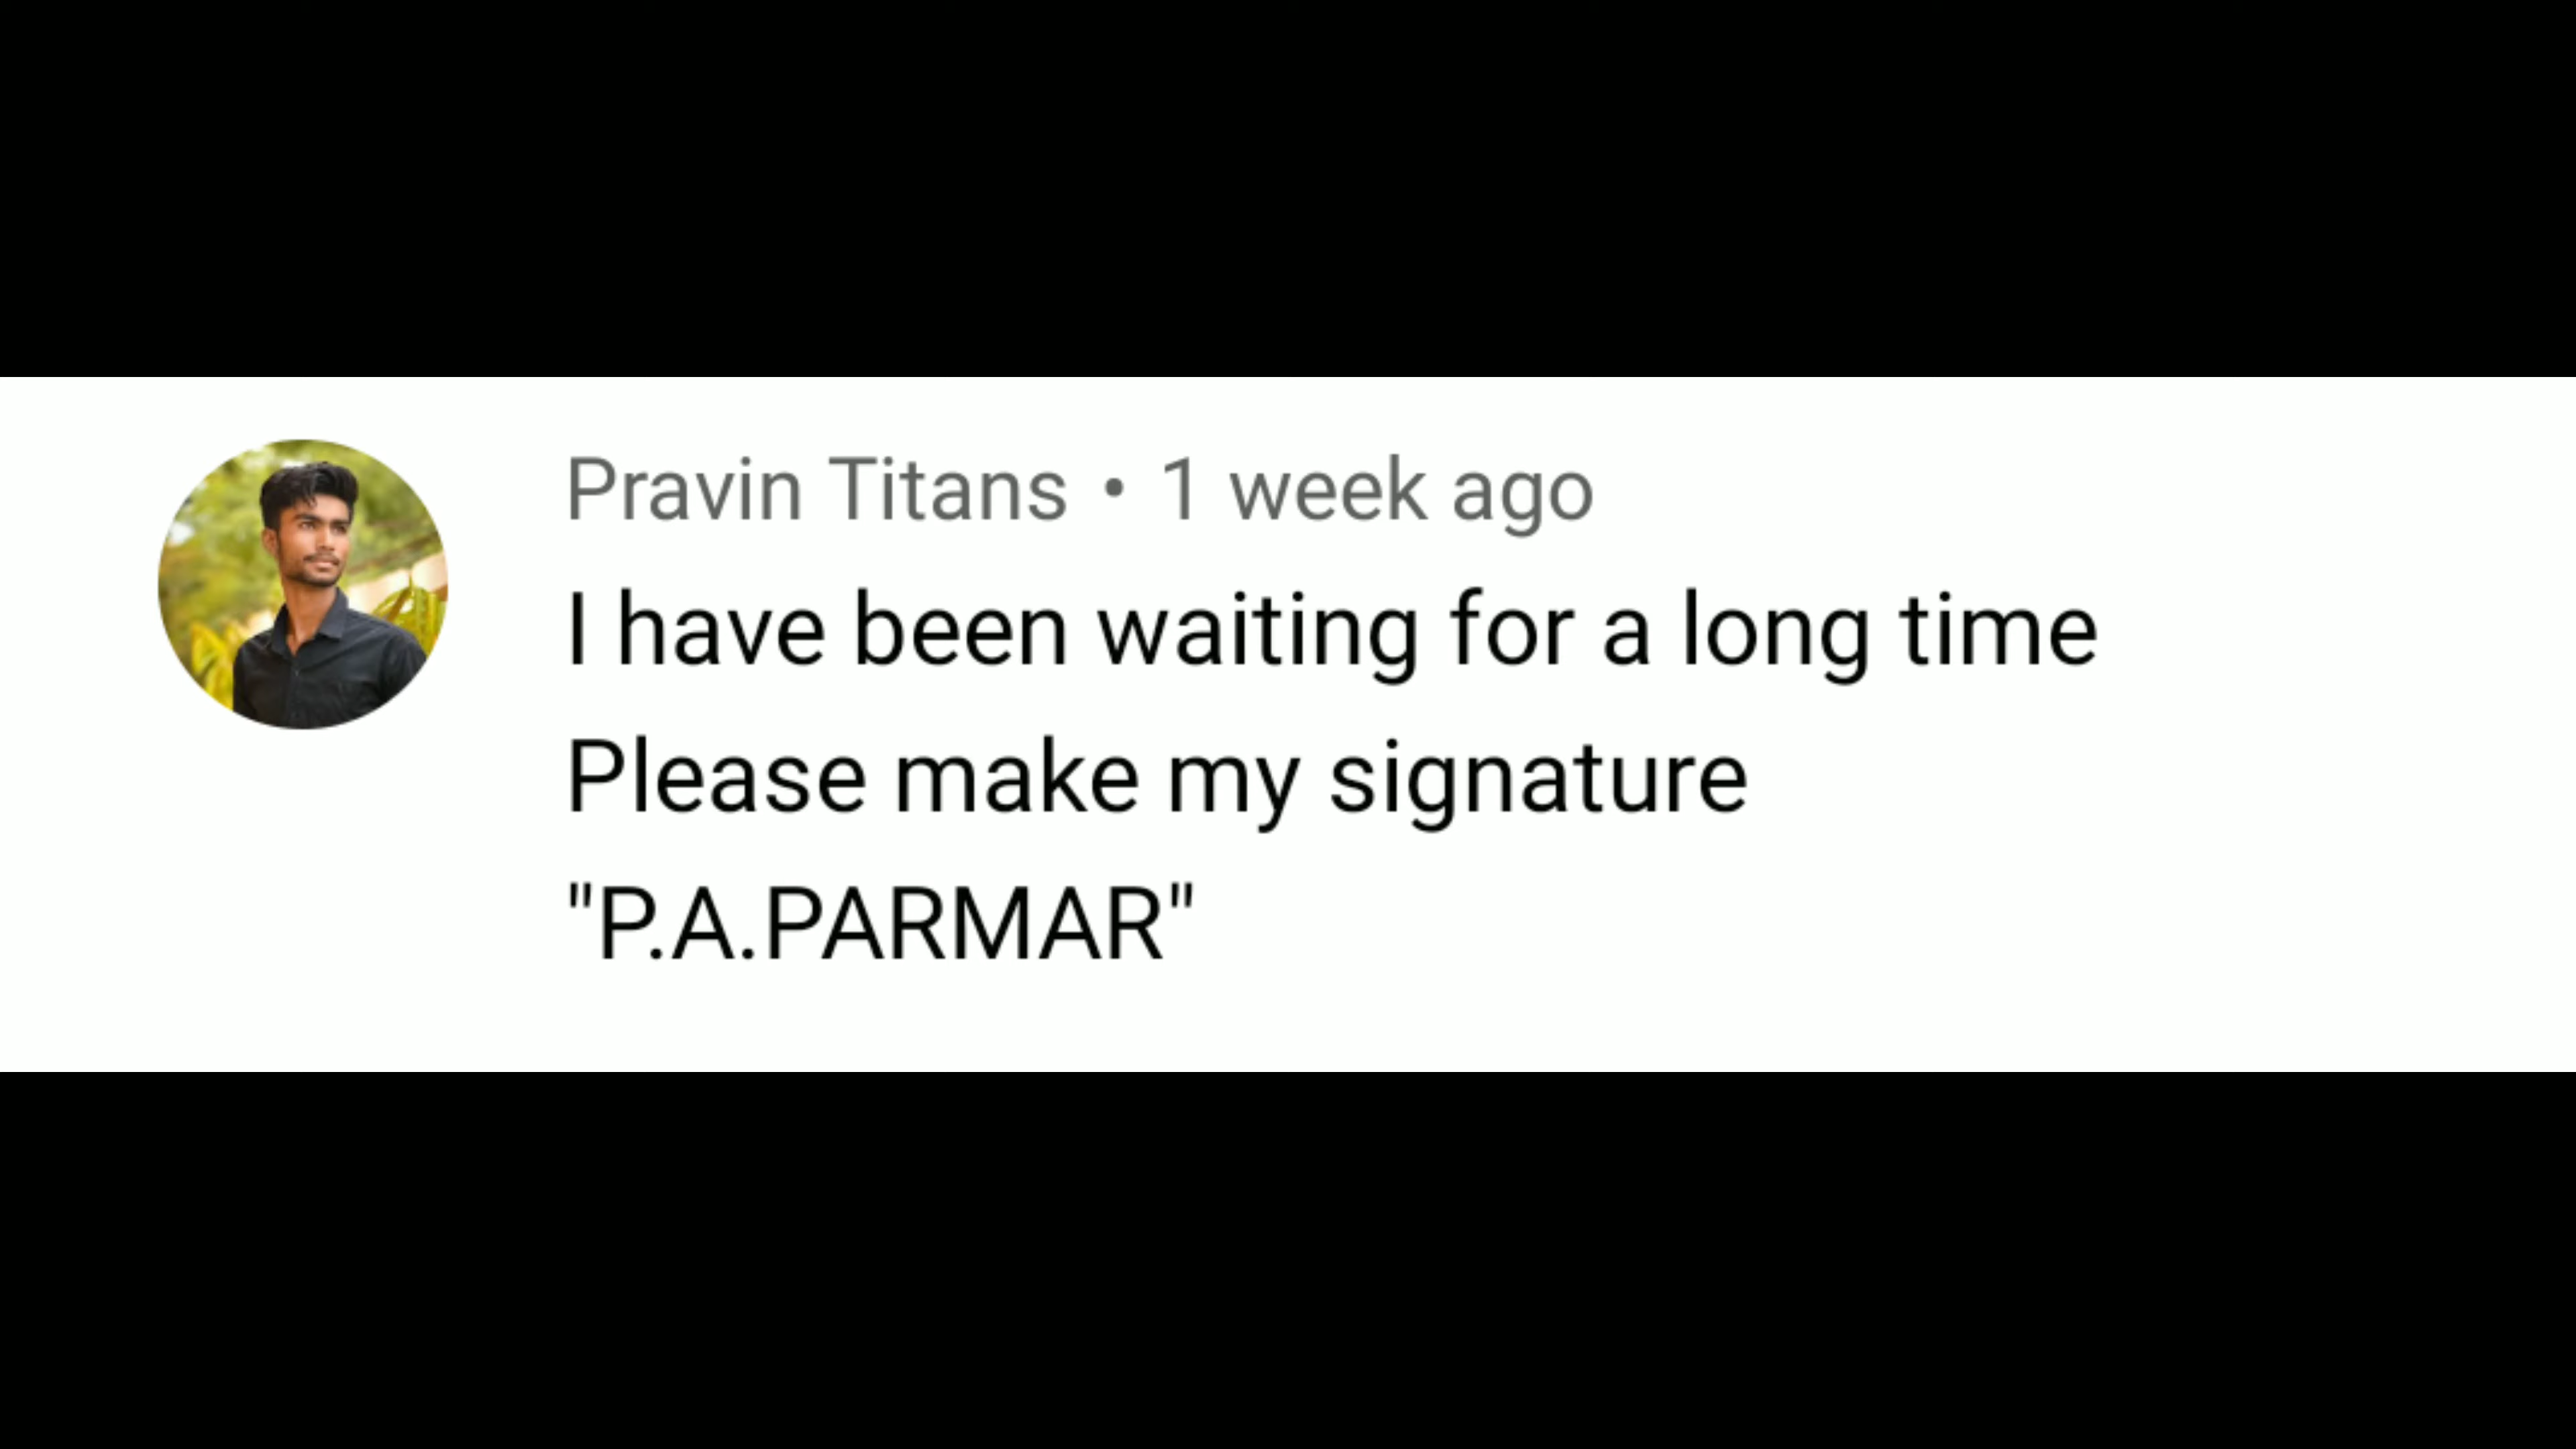 Pravin Titans • 1 week ago
I have been waiting for a long time
Please make my signature
"P.A.PARMAR"